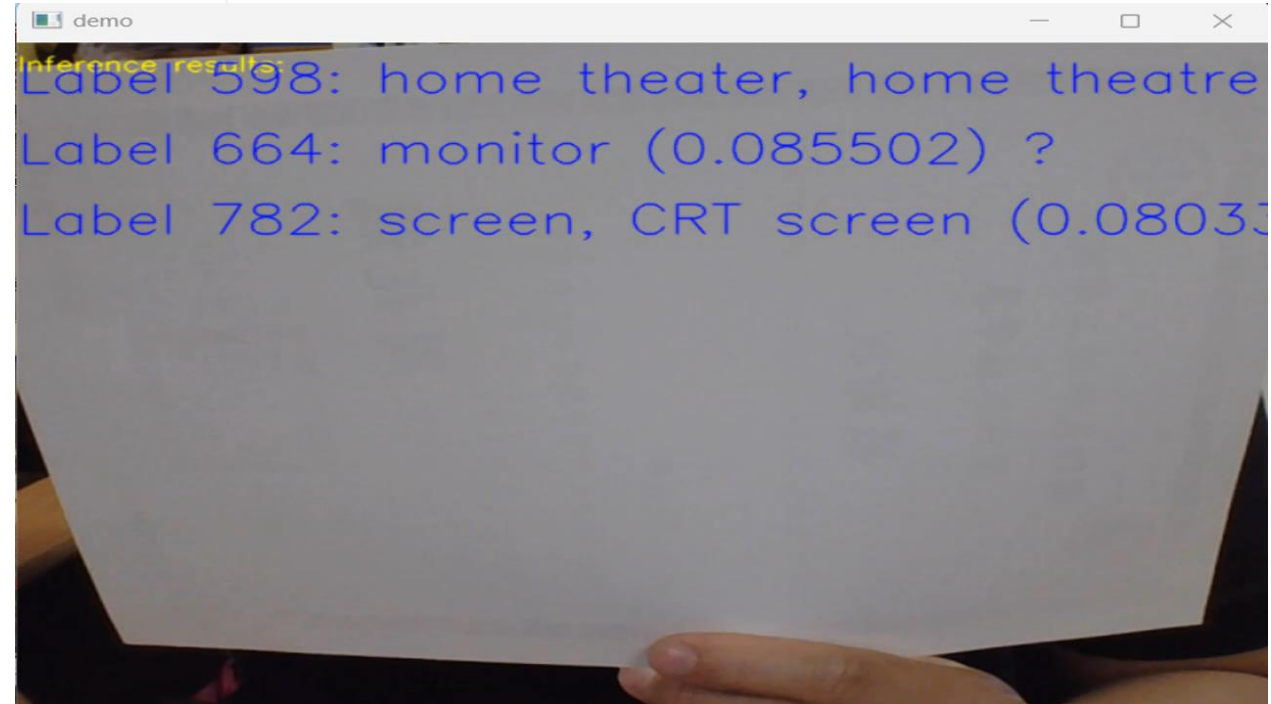 demo
Inference results:
Label 598: home theater, home theatre
Label 664: monitor (0.085502) ?
Label 782: screen, CRT screen (0.08033